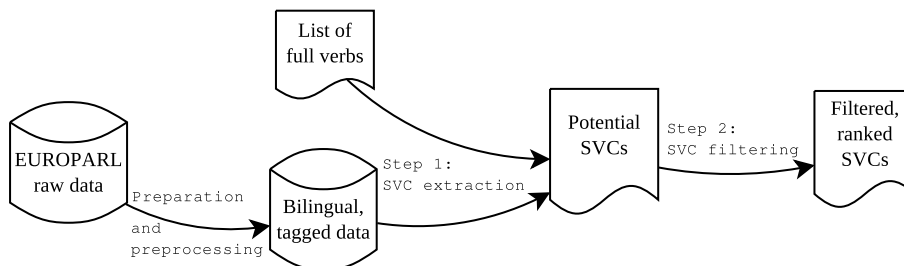 List of
full verbs
EUROPARL
raw data
Preparation
and
preprocessing
Bilingual,
tagged data
Step 1:
SVC extraction
Potential
SVCs
Step 2:
SVC filtering
Filtered,
ranked
SVCs